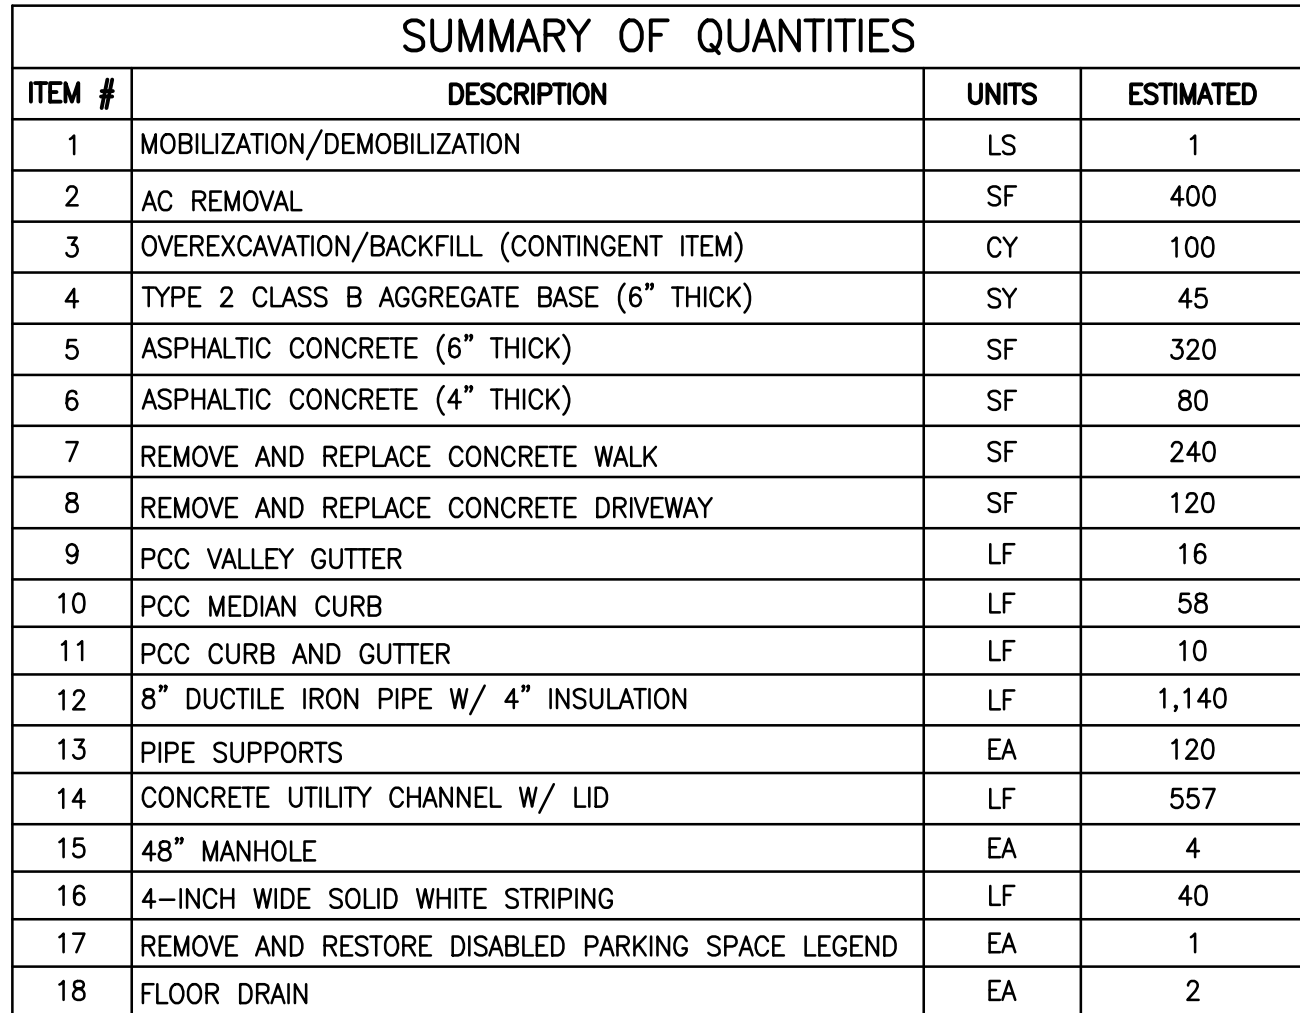 SUMMARY OF QUANTITIES
ITEM # DESCRIPTION UNITS ESTIMATED
1 MOBILIZATION/DEMOBILIZATION LS 1
2 AC REMOVAL SF 400
3 OVEREXCAVATION/BACKFILL (CONTINGENT ITEM) CY 100
4 TYPE 2 CLASS B AGGREGATE BASE (6" THICK) SY 45
5 ASPHALTIC CONCRETE (6" THICK) SF 320
6 ASPHALTIC CONCRETE (4" THICK) SF 80
7 REMOVE AND REPLACE CONCRETE WALK SF 240
8 REMOVE AND REPLACE CONCRETE DRIVEWAY SF 120
9 PCC VALLEY GUTTER LF 16
10 PCC MEDIAN CURB LF 58
11 PCC CURB AND GUTTER LF 10
12 8" DUCTILE IRON PIPE W/ 4" INSULATION LF 1,140
13 PIPE SUPPORTS EA 120
14 CONCRETE UTILITY CHANNEL W/ LID LF 557
15 48" MANHOLE EA 4
16 4-INCH WIDE SOLID WHITE STRIPING LF 40
17 REMOVE AND RESTORE DISABLED PARKING SPACE LEGEND EA 1
18 FLOOR DRAIN EA 2